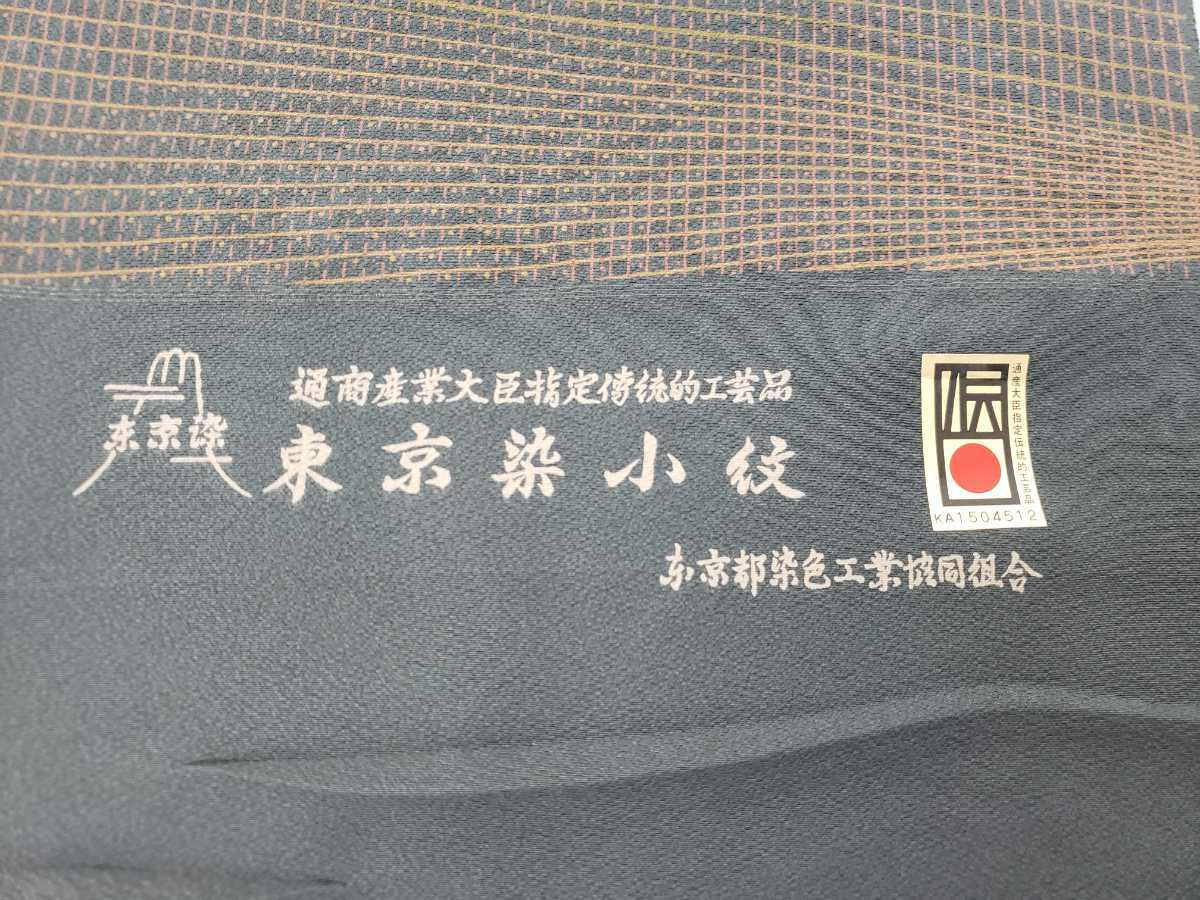 通商産業大臣指定傳統的工芸品
东京染
東京染小紋
伝
通産大臣指定伝統的工芸品
KA1504512
东京都染色工業協同組合